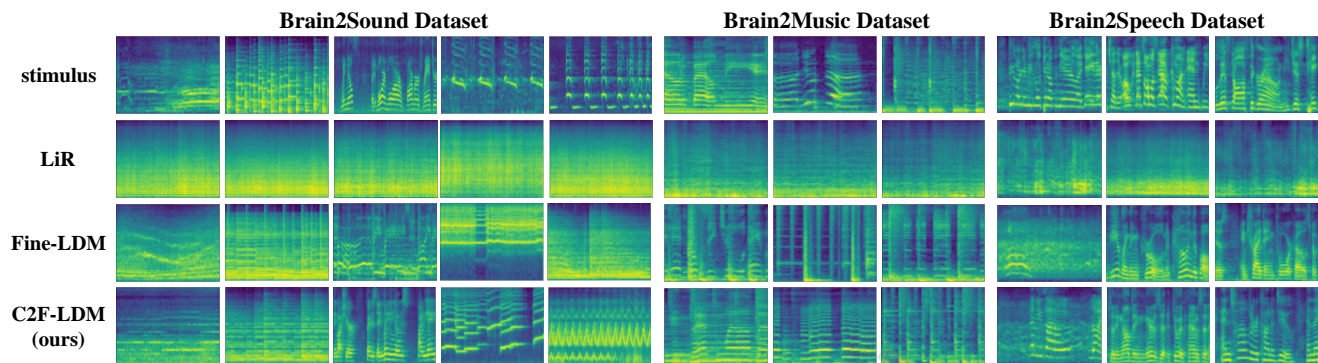 Brain2Sound Dataset Brain2Music Dataset Brain2Speech Dataset
stimulus
LiR
Fine-LDM
C2F-LDM
(ours)